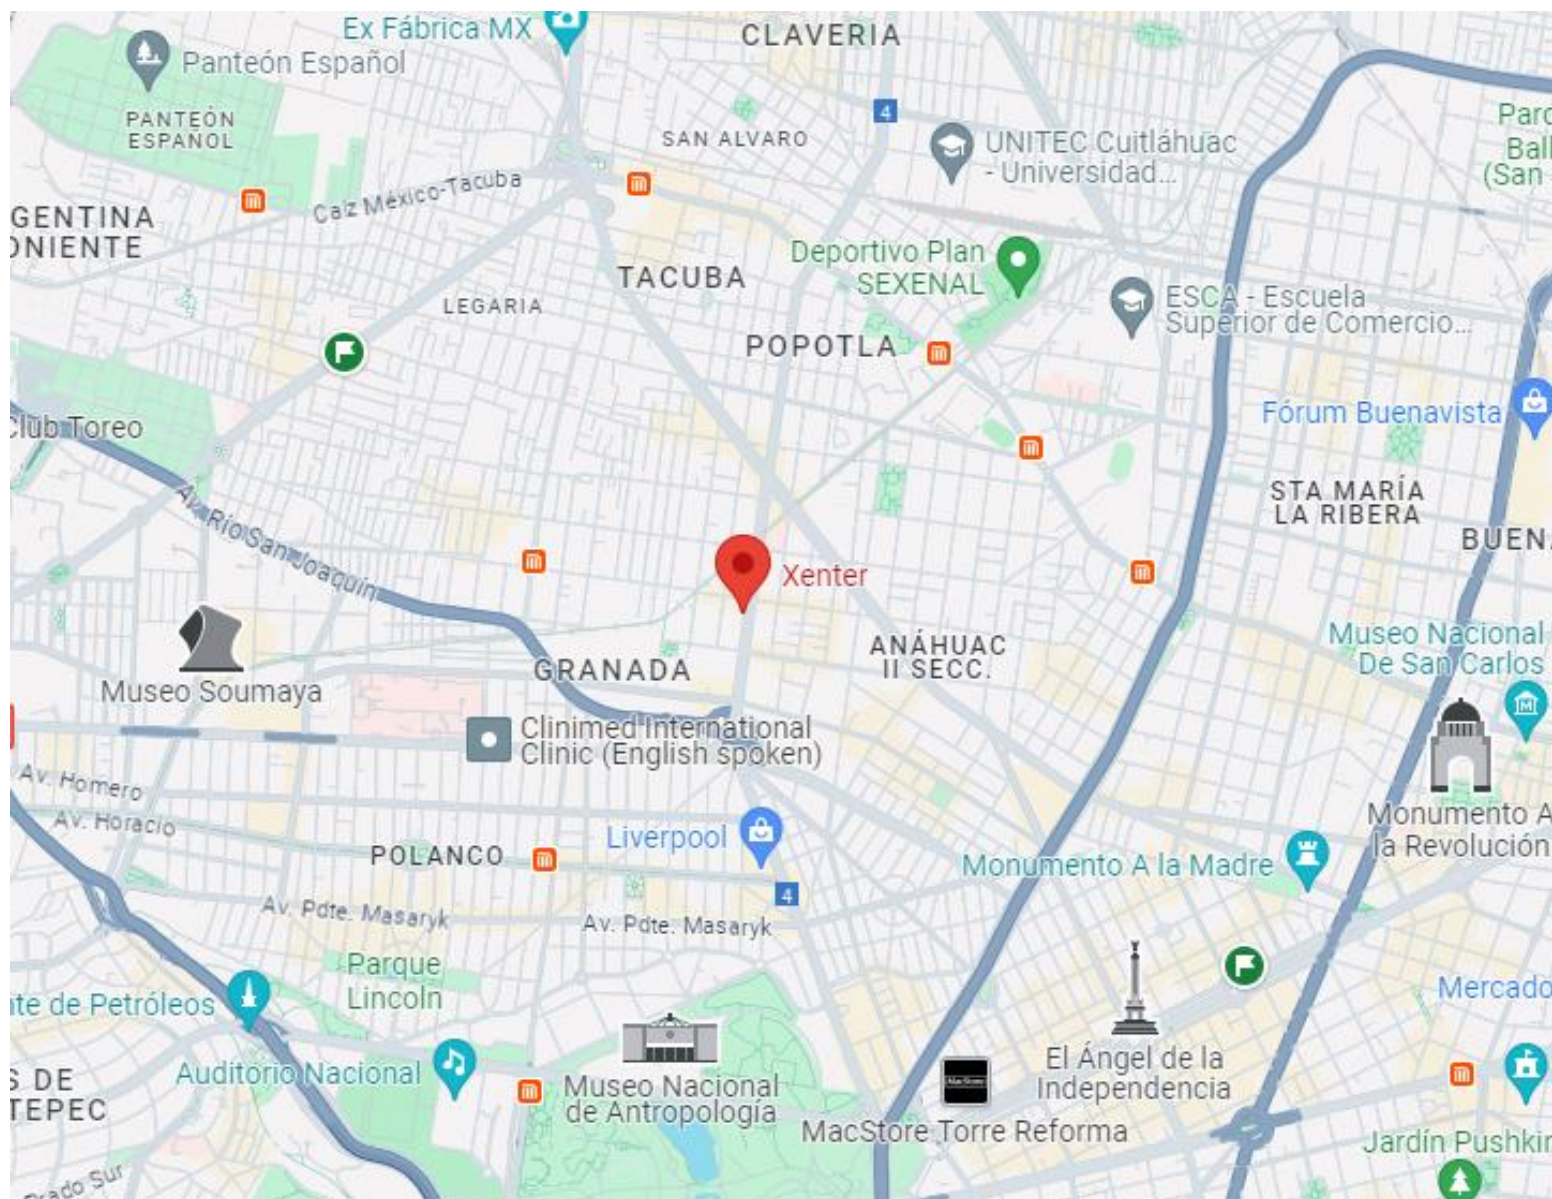 Ex Fábrica MX
CLAVERIA
Panteón Español
PANTEÓN
ESPAÑOL
4
SAN ALVARO
UNITEC Cuitláhuac
- Universidad...
Parq
Ball
(San
Calz México-Tacuba
GENTINA
ONIENTE
TACUBA
Deportivo Plan
SEXENAL
LEGARIA
ESCA - Escuela
Superior de Comercio...
POPOTLA
Club Toreo
Fórum Buenavista
STA MARÍA
LA RIBERA
Av. Río San Joaquín
BUEN
Xenter
Museo Nacional
De San Carlos
ANÁHUAC
II SECC.
GRANADA
Museo Soumaya
Clinimed International
Clinic (English spoken)
Av. Homero
Av. Horacio
Monumento A
la Revolución
Liverpool
POLANCO
Monumento A la Madre
4
Av. Pdte. Masaryk
Av. Pdte. Masaryk
Parque
Lincoln
nte de Petróleos
Mercado
Auditorio Nacional
El Ángel de la
Independencia
S DE
TEPEC
Museo Nacional
de Antropología
MacStore
MacStore Torre Reforma
Jardín Pushkin
Prado Sur